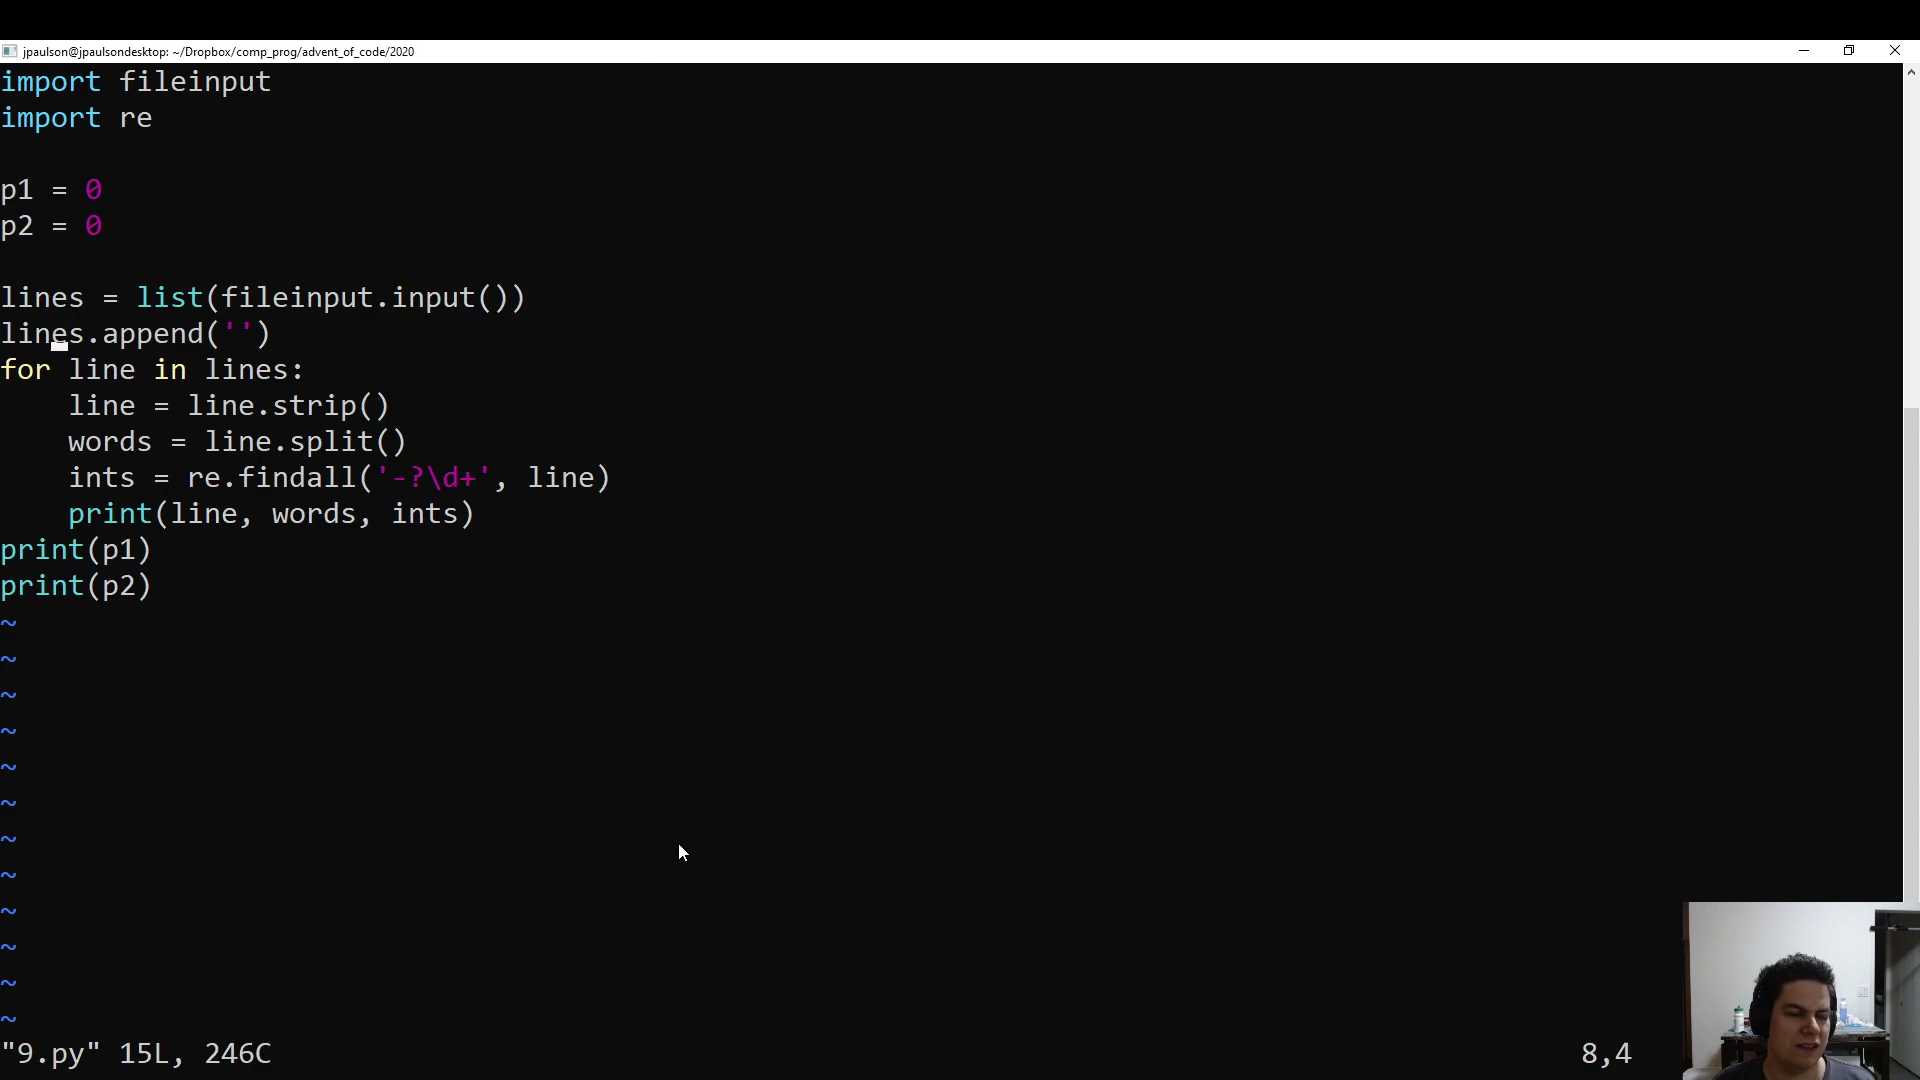 jpaulson@jpaulsondesktop: ~/Dropbox/comp_prog/advent_of_code/2020
import fileinput
import re
p1 = 0
p2 = 0
lines = list(fileinput.input())
lines.append('')
for line in lines:
    line = line.strip()
    words = line.split()
    ints = re.findall('-?\d+', line)
    print(line, words, ints)
print(p1)
print(p2)
~
~
~
~
~
~
~
~
~
~
~
~
"9.py" 15L, 246C 8,4